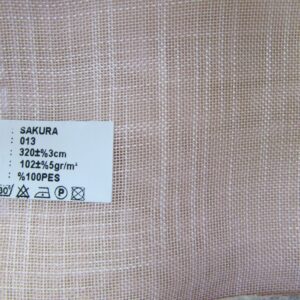 : SAKURA
: 013
: 320±%3cm
: 102±%5gr/m²
: %100PES
P